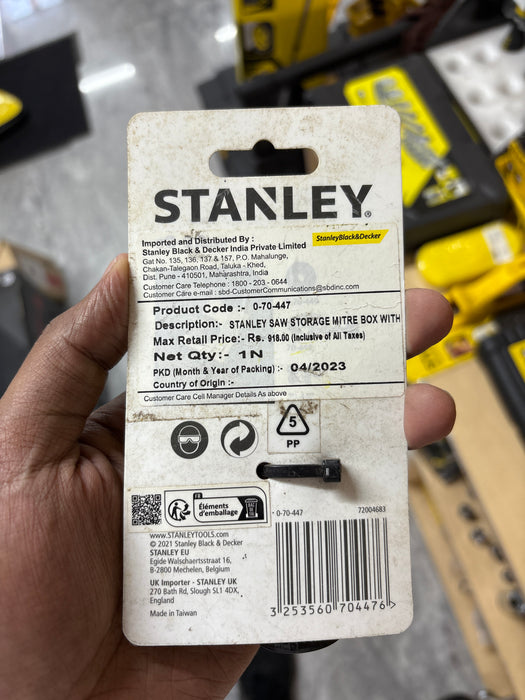 STANLEY®
Imported and Distributed By :
Stanley Black & Decker India Private Limited
StanleyBlack&Decker
Gat No. 135, 136, 137 & 157, P.O. Mahalunge,
Chakan-Talegaon Road, Taluka - Khed,
Dist. Pune - 410501, Maharashtra, India
Customer Care Telephone : 1800 - 203 - 0644
Customer Care e-mail : sbd-CustomerCommunications@sbdinc.com
Product Code :- 0-70-447
Description:- STANLEY SAW STORAGE MITRE BOX WITH
Max Retail Price:- Rs. 918.00 (Inclusive of All Taxes)
Net Qty:- 1N
PKD (Month & Year of Packing) :- 04/2023
Country of Origin :-
Customer Care Cell Manager Details As above
5
PP
FR
Éléments
d'emballage
0-70-447 72004683
www.STANLEYTOOLS.com
© 2021 Stanley Black & Decker
STANLEY EU
Egide Walschaertsstraat 16,
B-2800 Mechelen, Belgium
UK Importer - STANLEY UK
270 Bath Rd, Slough SL1 4DX,
England
Made in Taiwan
3 253560 704476 >